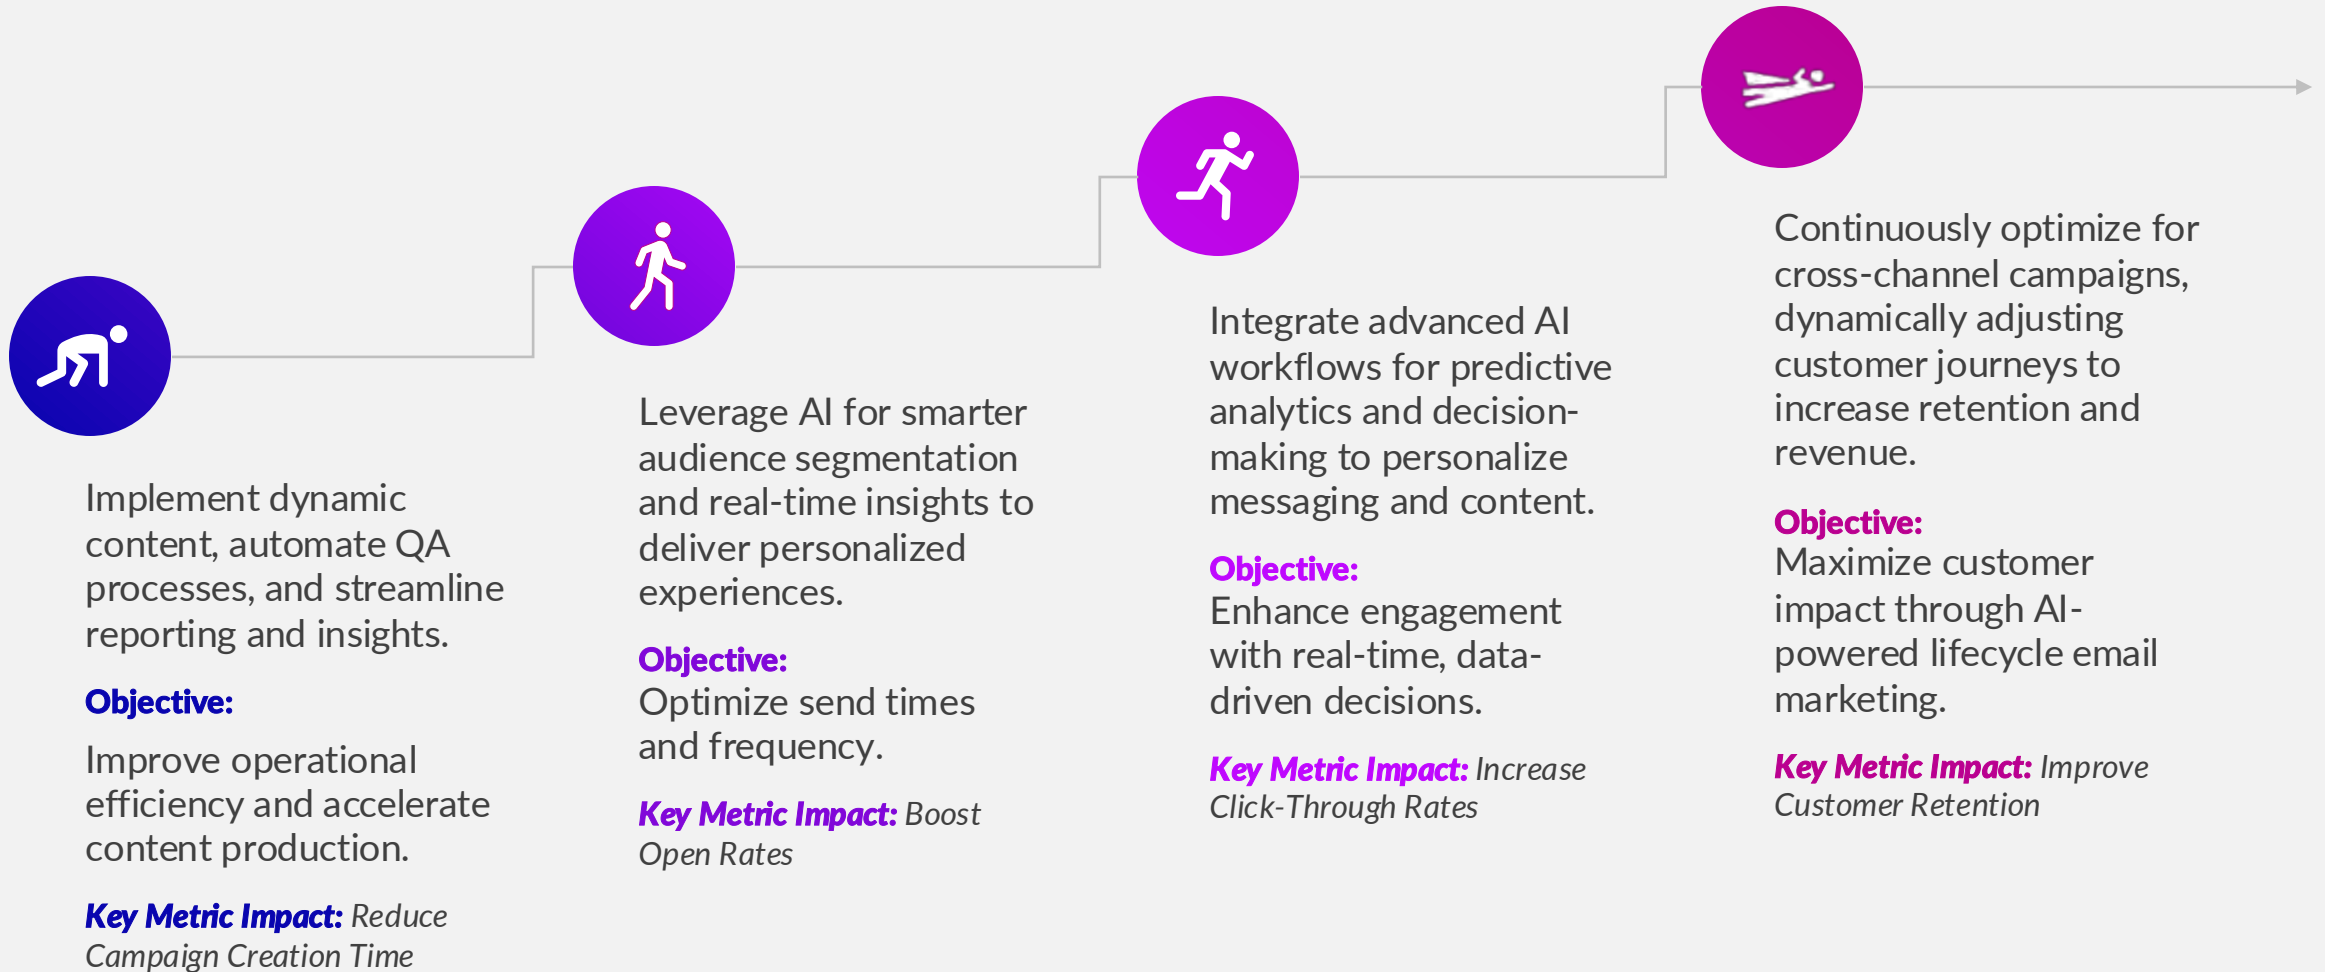 Implement dynamic
content, automate QA
processes, and streamline
reporting and insights.
Objective:
Improve operational
efficiency and accelerate
content production.
Key Metric Impact: Reduce
Campaign Creation Time
Leverage AI for smarter
audience segmentation
and real-time insights to
deliver personalized
experiences.
Objective:
Optimize send times
and frequency.
Key Metric Impact: Boost
Open Rates
Integrate advanced AI
workflows for predictive
analytics and decision-
making to personalize
messaging and content.
Objective:
Enhance engagement
with real-time, data-
driven decisions.
Key Metric Impact: Increase
Click-Through Rates
Continuously optimize for
cross-channel campaigns,
dynamically adjusting
customer journeys to
increase retention and
revenue.
Objective:
Maximize customer
impact through AI-
powered lifecycle email
marketing.
Key Metric Impact: Improve
Customer Retention